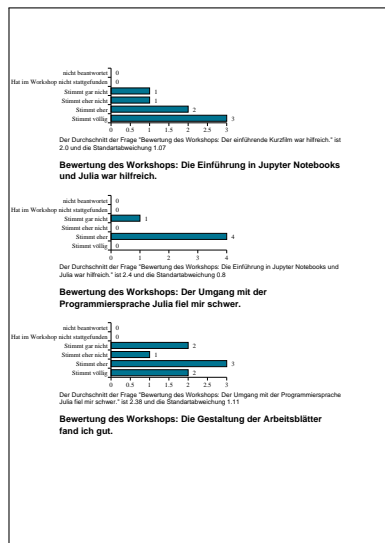 nicht beantwortet 0
Hat im Workshop nicht stattgefunden 0
Stimmt gar nicht 1
Stimmt eher nicht 1
Stimmt eher 2
Stimmt völlig 3
0 0.5 1 1.5 2 2.5 3
Der Durchschnitt der Frage "Bewertung des Workshops: Der einführende Kurzfilm war hilfreich." ist
2.0 und die Standartabweichung 1.07
Bewertung des Workshops: Die Einführung in Jupyter Notebooks
und Julia war hilfreich.
nicht beantwortet 0
Hat im Workshop nicht stattgefunden 0
Stimmt gar nicht 1
Stimmt eher nicht 0
Stimmt eher 4
Stimmt völlig 0
0 1 2 3 4
Der Durchschnitt der Frage "Bewertung des Workshops: Die Einführung in Jupyter Notebooks und
Julia war hilfreich." ist 2.4 und die Standartabweichung 0.8
Bewertung des Workshops: Der Umgang mit der
Programmiersprache Julia fiel mir schwer.
nicht beantwortet 0
Hat im Workshop nicht stattgefunden 0
Stimmt gar nicht 2
Stimmt eher nicht 1
Stimmt eher 3
Stimmt völlig 2
0 0.5 1 1.5 2 2.5 3
Der Durchschnitt der Frage "Bewertung des Workshops: Der Umgang mit der Programmiersprache
Julia fiel mir schwer." ist 2.38 und die Standartabweichung 1.11
Bewertung des Workshops: Die Gestaltung der Arbeitsblätter
fand ich gut.